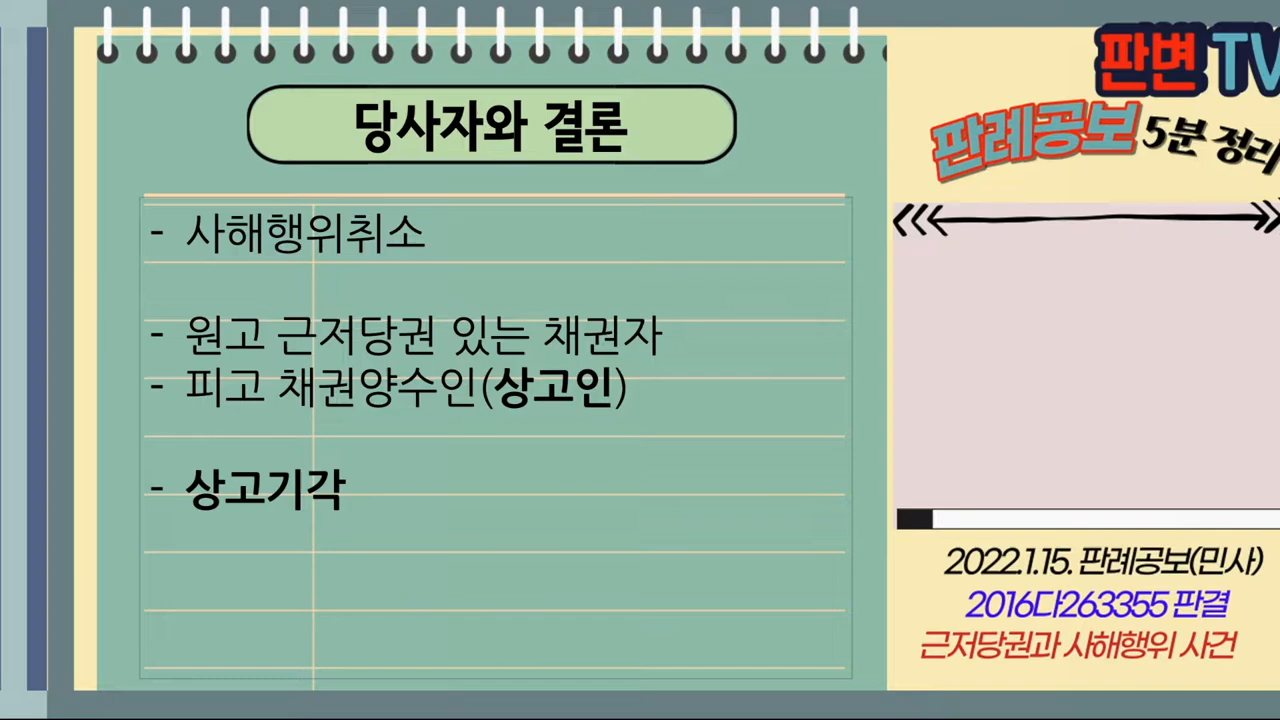 당사자와 결론
- 사해행위취소
- 원고 근저당권 있는 채권자
- 피고 채권양수인(상고인)
- 상고기각
판변 TV
판례공보 5분 정리
2022.1.15. 판례공보(민사)
2016다263355 판결
근저당권과 사해행위 사건